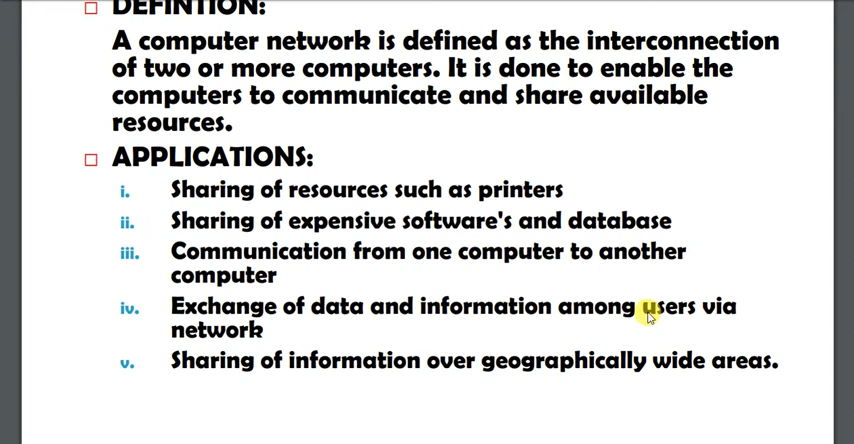 DEFINTION:
A computer network is defined as the interconnection
of two or more computers. It is done to enable the
computers to communicate and share available
resources.
APPLICATIONS:
i. Sharing of resources such as printers
ii. Sharing of expensive software's and database
iii. Communication from one computer to another
computer
iv. Exchange of data and information among users via
network
v. Sharing of information over geographically wide areas.